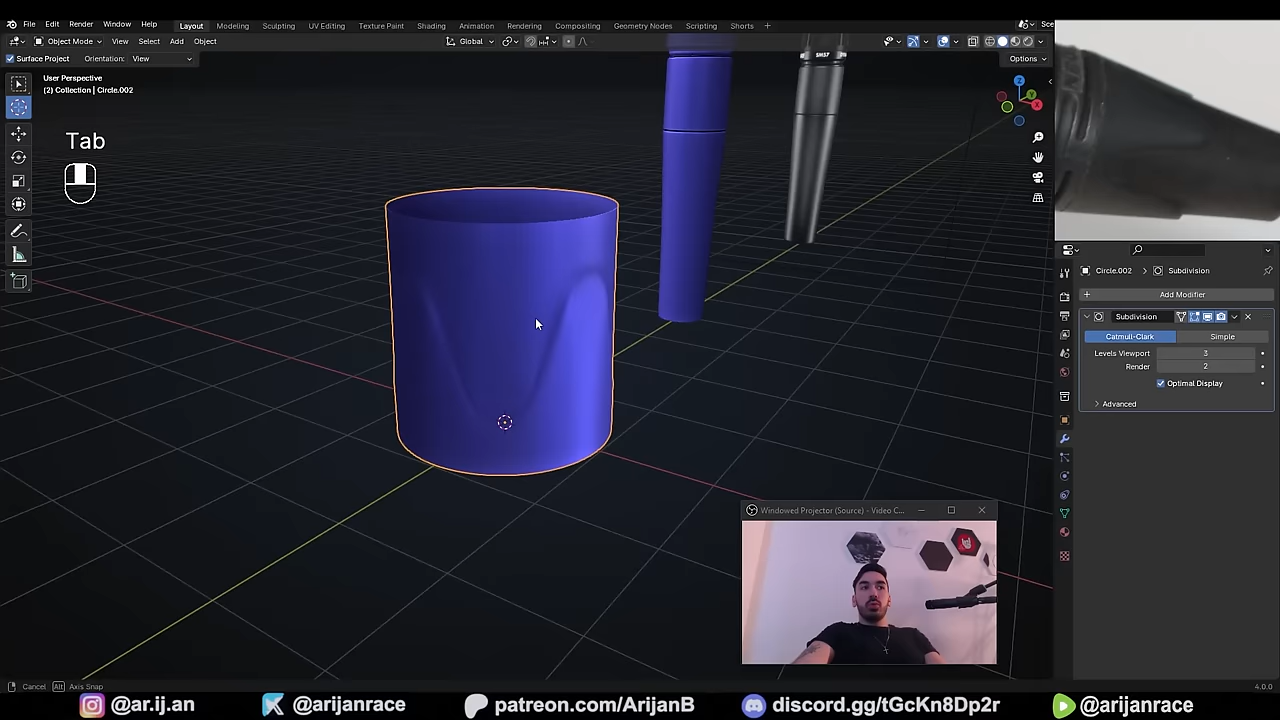 File Edit Render Window Help
Layout Modeling Sculpting UV Editing Texture Paint Shading Animation Rendering Compositing Geometry Nodes Scripting Shorts +
Sce
Object Mode View Select Add Object
Global
Surface Project Orientation: View
Options
User Perspective
(2) Collection | Circle.002
Tab
SM57
Z
Y
X
Circle.002 > Subdivision
+ Add Modifier
Subdivision
Catmull-Clark Simple
Levels Viewport 3
Render 2
Optimal Display
Advanced
Windowed Projector (Source) - Video C...
Cancel Alt Axis Snap
4.0.0
@ar.ij.an
@arijanrace
patreon.com/ArijanB
discord.gg/tGcKn8Dp2r
@arijanrace